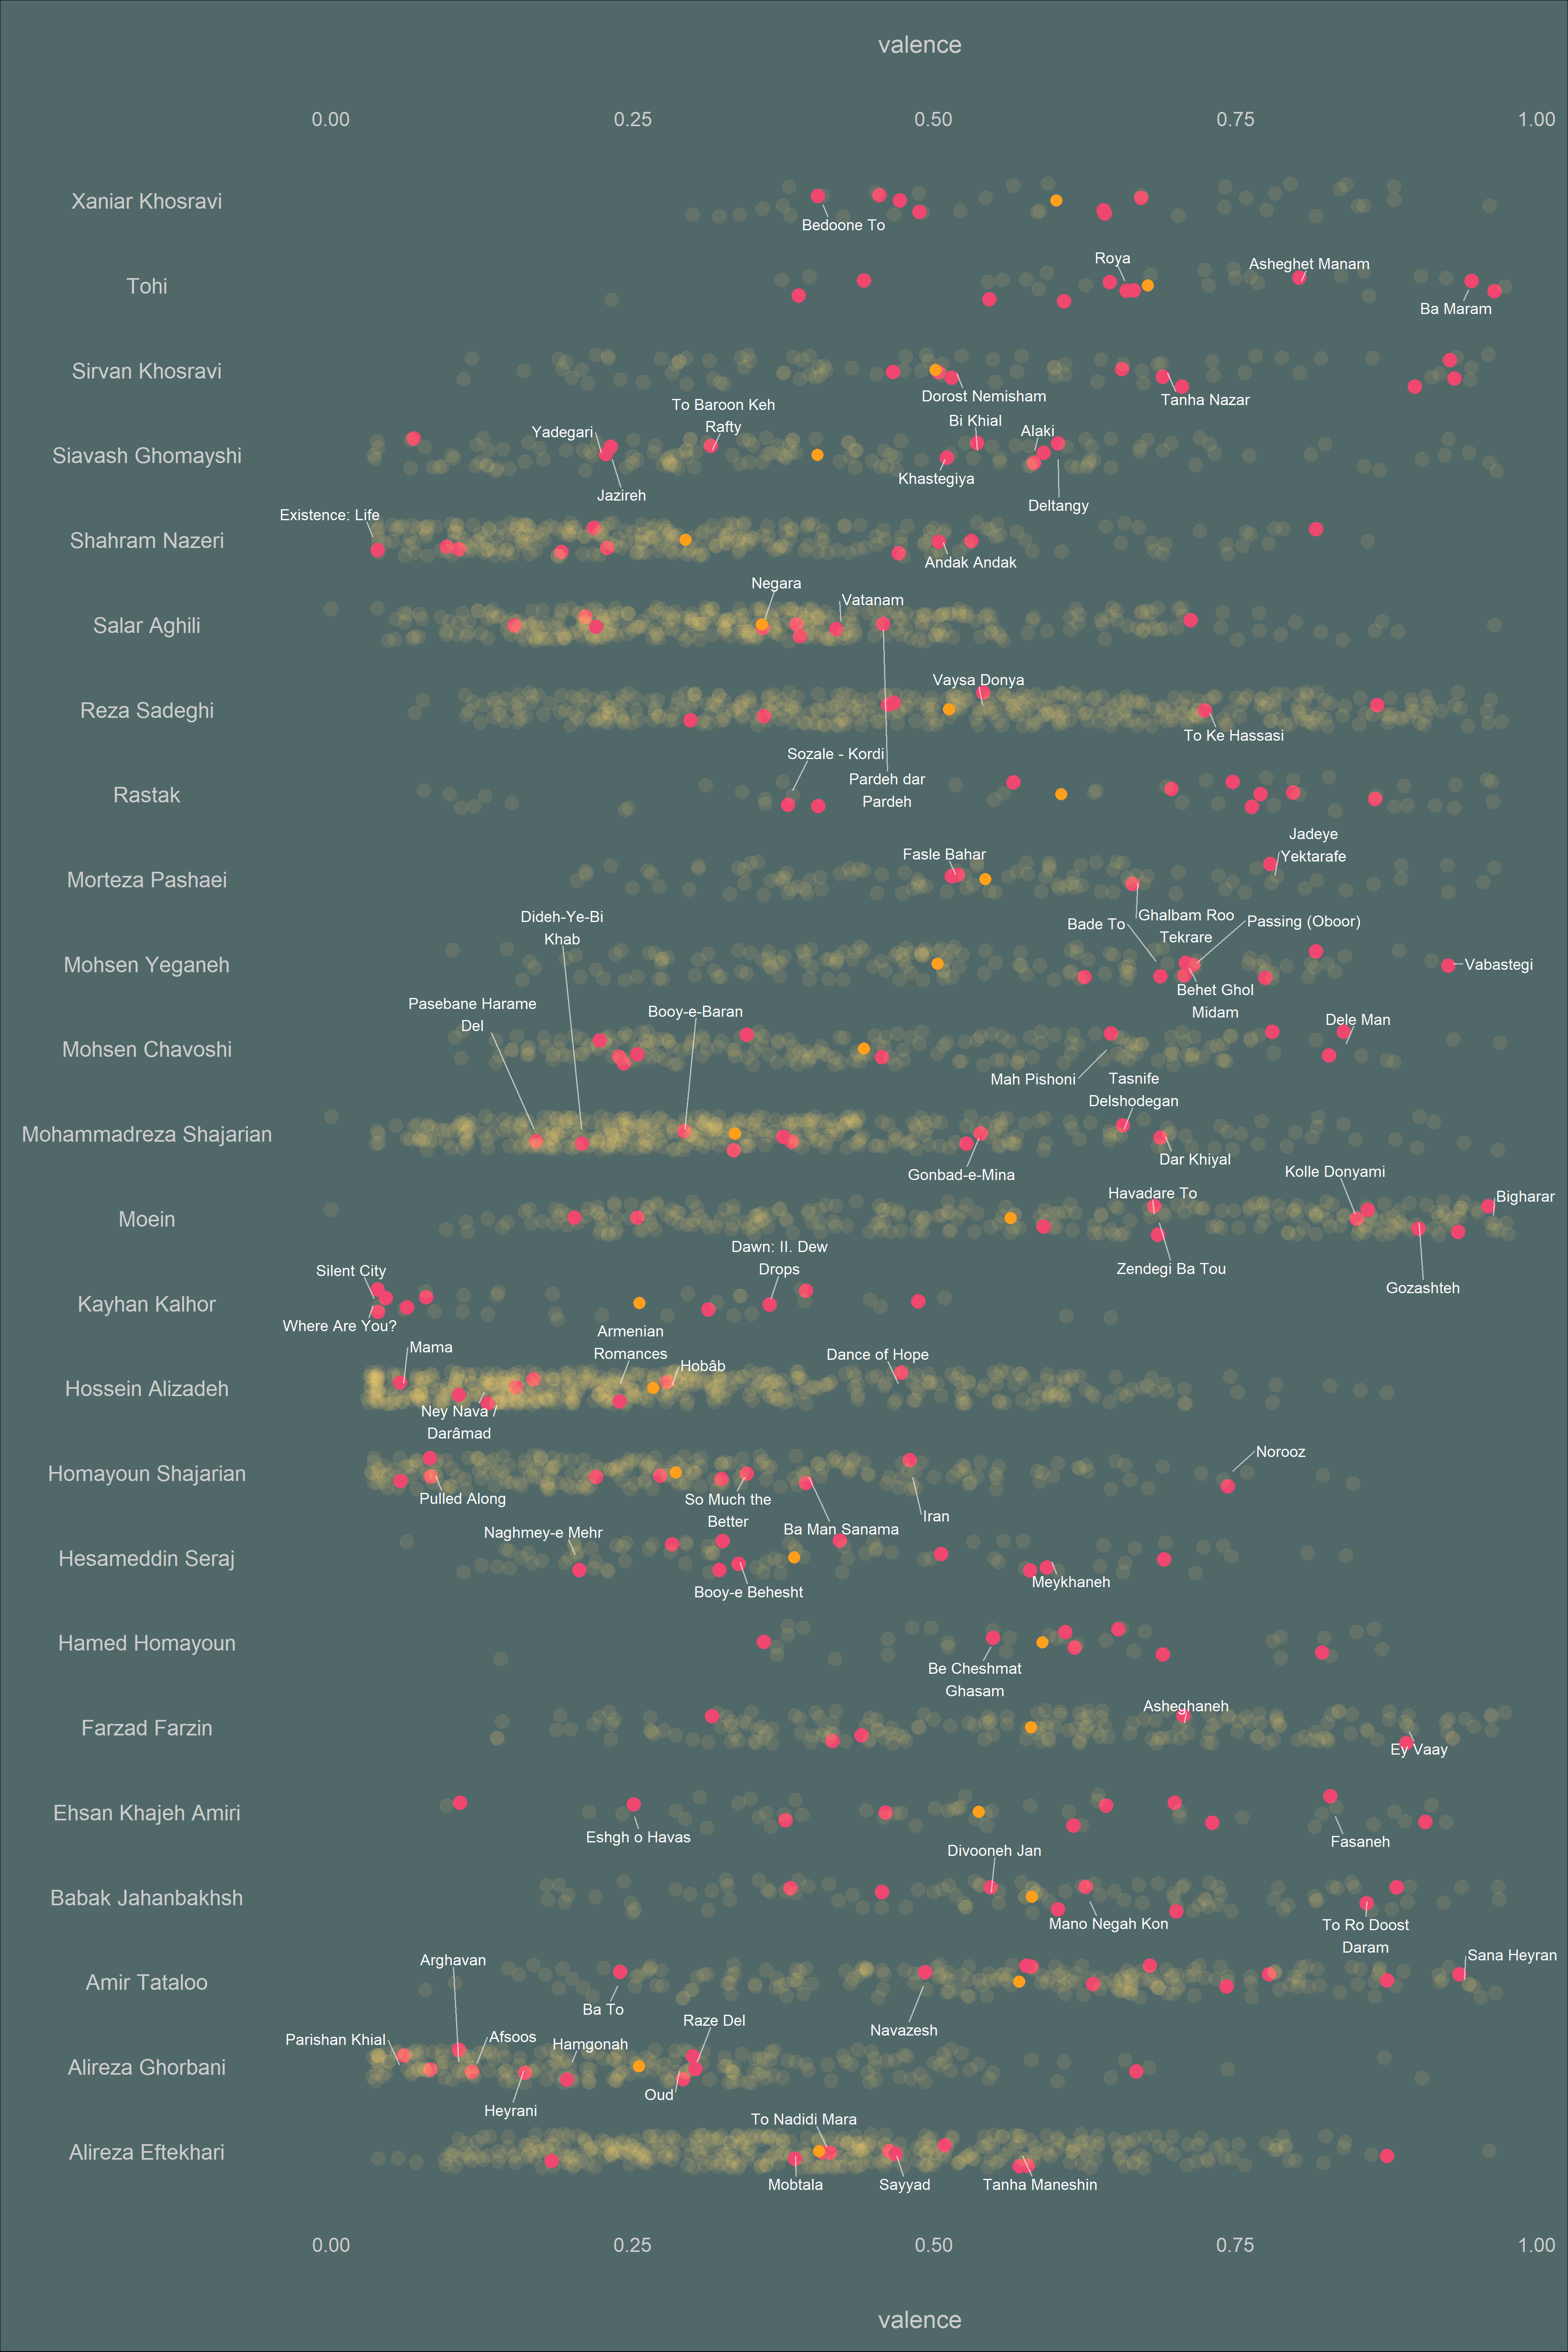 valence
0.00 0.25 0.50 0.75 1.00
Xaniar Khosravi
Bedoone To
Tohi
Roya
Asheghet Manam
Ba Maram
Sirvan Khosravi
Dorost Nemisham
Tanha Nazar
Siavash Ghomayshi
To Baroon Keh
Rafty
Yadegari
Jazireh
Bi Khial
Alaki
Khastegiya
Deltangy
Shahram Nazeri
Existence: Life
Andak Andak
Salar Aghili
Negara
Vatanam
Pardeh dar
Pardeh
Reza Sadeghi
Vaysa Donya
To Ke Hassasi
Rastak
Sozale - Kordi
Morteza Pashaei
Fasle Bahar
Jadeye
Yektarafe
Ghalbam Roo
Tekrare
Mohsen Yeganeh
Bade To
Passing (Oboor)
Vabastegi
Behet Ghol
Midam
Mohsen Chavoshi
Dele Man
Mah Pishoni
Mohammadreza Shajarian
Dideh-Ye-Bi
Khab
Pasebane Harame
Del
Booy-e-Baran
Tasnife
Delshodegan
Gonbad-e-Mina
Dar Khiyal
Moein
Havadare To
Kolle Donyami
Bigharar
Zendegi Ba Tou
Gozashteh
Kayhan Kalhor
Silent City
Where Are You?
Dawn: II. Dew
Drops
Hossein Alizadeh
Mama
Armenian
Romances
Hobâb
Dance of Hope
Ney Nava /
Darâmad
Homayoun Shajarian
Norooz
Pulled Along
So Much the
Better
Ba Man Sanama
Iran
Hesameddin Seraj
Naghmey-e Mehr
Booy-e Behesht
Meykhaneh
Hamed Homayoun
Be Cheshmat
Ghasam
Farzad Farzin
Asheghaneh
Ey Vaay
Ehsan Khajeh Amiri
Eshgh o Havas
Fasaneh
Babak Jahanbakhsh
Divooneh Jan
Mano Negah Kon
To Ro Doost
Daram
Amir Tataloo
Sana Heyran
Ba To
Navazesh
Alireza Ghorbani
Arghavan
Parishan Khial
Afsoos
Hamgonah
Raze Del
Heyrani
Oud
Alireza Eftekhari
To Nadidi Mara
Mobtala
Sayyad
Tanha Maneshin
0.00 0.25 0.50 0.75 1.00
valence